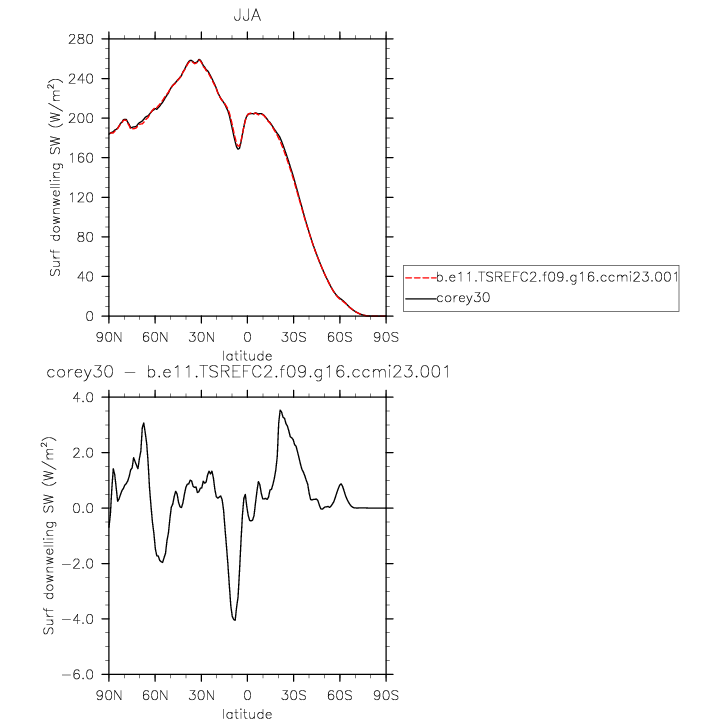 JJA
Surf downwelling SW (W/m²)
280
240
200
160
120
80
40
0
90N 60N 30N 0 30S 60S 90S
latitude
b.e11.TSREFC2.f09.g16.ccmi23.001
corey30
corey30 − b.e11.TSREFC2.f09.g16.ccmi23.001
Surf downwelling SW (W/m²)
4.0
2.0
0.0
−2.0
−4.0
−6.0
90N 60N 30N 0 30S 60S 90S
latitude